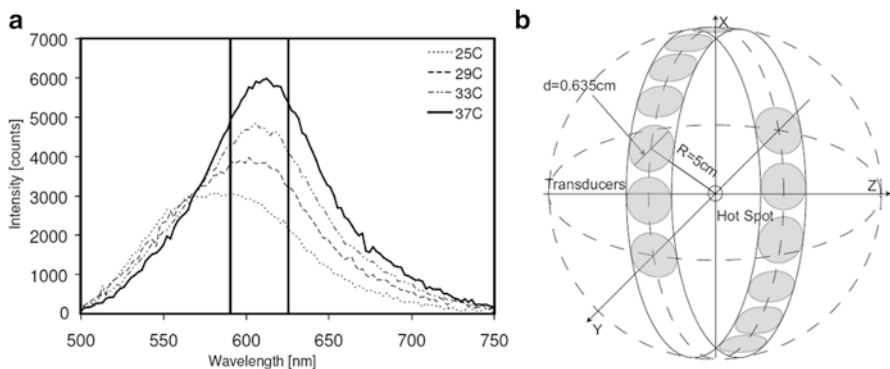 a
7000
6000
5000
4000
3000
2000
1000
0
Intensity [counts]
500 550 600 650 700 750
Wavelength [nm]
25C
29C
33C
37C
b
X
d=0.635cm
R=5cm
Transducers
Z
Hot Spot
Y